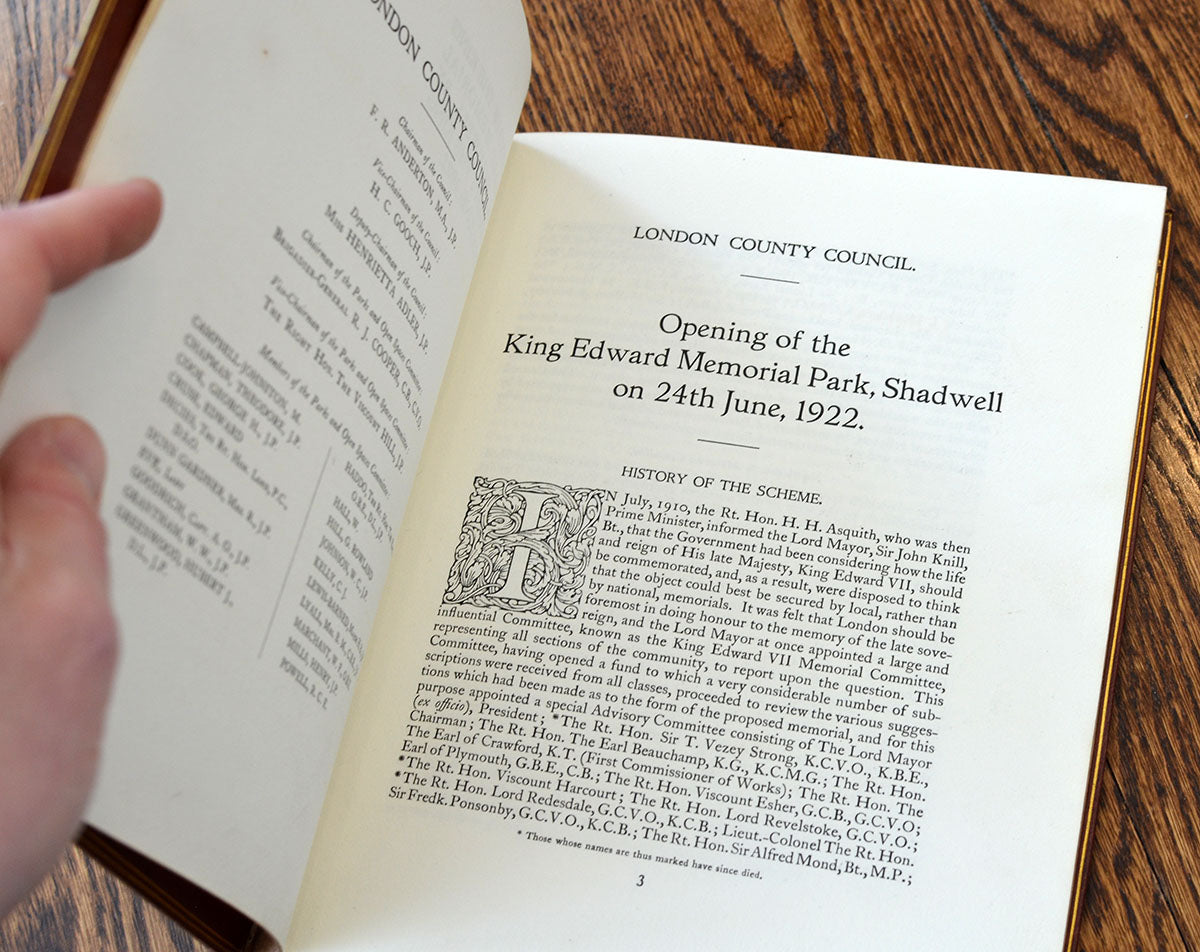 LONDON COUNTY COUNCIL.
Chairman of the Council:
F. R. ANDERTON, M.A., J.P.
Vice-Chairman of the Council:
H. C. GOOCH, J.P.
Deputy-Chairman of the Council:
MISS HENRIETTA ADLER, J.P.
Chairman of the Parks and Open Spaces Committee:
BRIGADIER-GENERAL R. J. COOPER, C.B., C.V.O.
Vice-Chairman of the Parks and Open Spaces Committee:
THE RIGHT HON. THE VISCOUNT HILL, J.P.
Members of the Parks and Open Spaces Committee:
CAMPBELL-JOHNSTON, M.
CHAPMAN, THEODORE, J.P.
COOK, GEORGE H., J.P.
CRUSE, EDWARD
GOODRICH, CAPT. A. O., J.P.
GRANTHAM, W. W., J.P.
GREENWOOD, HUBERT J.,
HADDO,
HALL, W.
HILL, G. ROWLAND
JOHNSON, W. C., J.P.
KELLY, C. J.
MILLS, HENRY, J.P.
POWELL, R. C. E.
LONDON COUNTY COUNCIL.
Opening of the
King Edward Memorial Park, Shadwell
on 24th June, 1922.
HISTORY OF THE SCHEME.
IN July, 1910, the Rt. Hon. H. H. Asquith, who was then
Prime Minister, informed the Lord Mayor, Sir John Knill,
Bt., that the Government had been considering how the life
and reign of His late Majesty, King Edward VII, should
be commemorated, and, as a result, were disposed to think
that the object could best be secured by local, rather than
by national, memorials. It was felt that London should be
foremost in doing honour to the memory of the late sove-
reign, and the Lord Mayor at once appointed a large and
influential Committee, known as the King Edward VII Memorial Committee,
representing all sections of the community, to report upon the question. This
Committee, having opened a fund to which a very considerable number of sub-
scriptions were received from all classes, proceeded to review the various sugges-
tions which had been made as to the form of the proposed memorial, and for this
purpose appointed a special Advisory Committee consisting of The Lord Mayor
(ex officio), President; *The Rt. Hon. Sir T. Vezey Strong, K.C.V.O., K.B.E.,
Chairman; The Rt. Hon. The Earl Beauchamp, K.G., K.C.M.G.; The Rt. Hon.
The Earl of Crawford, K.T. (First Commissioner of Works); The Rt. Hon. The
Earl of Plymouth, G.B.E., C.B.; The Rt. Hon. Viscount Esher, G.C.B., G.C.V.O;
*The Rt. Hon. Viscount Harcourt; The Rt. Hon. Lord Revelstoke, G.C.V.O.;
*The Rt. Hon. Lord Redesdale, G.C.V.O., K.C.B.; Lieut.-Colonel The Rt. Hon.
Sir Fredk. Ponsonby, G.C.V.O., K.C.B.; The Rt. Hon. Sir Alfred Mond, Bt., M.P.;
* Those whose names are thus marked have since died.
3